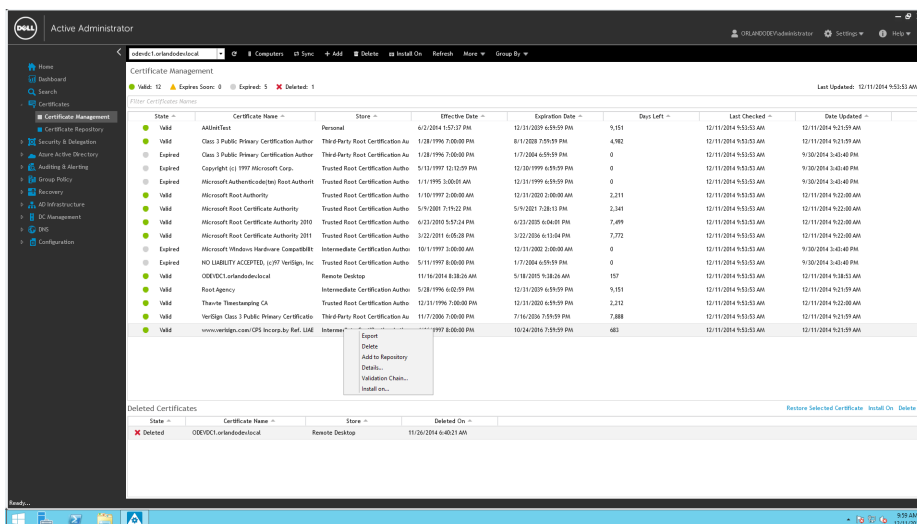 DELL Active Administrator
ORLANDODEV\administrator Settings Help
odevdc1.orlandodev.local Computers Sync + Add Delete Install On Refresh More Group By
Home
Dashboard
Search
Certificates
Certificate Management
Certificate Repository
Security & Delegation
Azure Active Directory
Auditing & Alerting
Group Policy
Recovery
AD Infrastructure
DC Management
DNS
Configuration
Certificate Management
Valid: 12 Expires Soon: 0 Expired: 5 Deleted: 1 Last Updated: 12/11/2014 9:53:53 AM
Filter Certificates Names
State Certificate Name Store Effective Date Expiration Date Days Left Last Checked Date Updated
Valid AAUnitTest Personal 6/2/2014 1:57:37 PM 12/31/2039 6:59:59 PM 9,151 12/11/2014 9:53:53 AM 12/11/2014 9:21:59 AM
Valid Class 3 Public Primary Certification Author Third-Party Root Certification Au 1/28/1996 7:00:00 PM 8/1/2028 7:59:59 PM 4,982 12/11/2014 9:53:53 AM 12/11/2014 9:21:59 AM
Expired Class 3 Public Primary Certification Author Third-Party Root Certification Au 1/28/1996 7:00:00 PM 1/7/2004 6:59:59 PM 0 12/11/2014 9:53:53 AM 9/30/2014 3:43:40 PM
Expired Copyright (c) 1997 Microsoft Corp. Trusted Root Certification Autho 5/13/1997 12:12:59 PM 12/30/1999 6:59:59 PM 0 12/11/2014 9:53:53 AM 9/30/2014 3:43:40 PM
Expired Microsoft Authenticode(tm) Root Authorit Trusted Root Certification Autho 1/1/1995 3:00:01 AM 12/31/1999 6:59:59 PM 0 12/11/2014 9:53:53 AM 9/30/2014 3:43:40 PM
Valid Microsoft Root Authority Trusted Root Certification Autho 1/10/1997 2:00:00 AM 12/31/2020 2:00:00 AM 2,211 12/11/2014 9:53:53 AM 12/11/2014 9:22:00 AM
Valid Microsoft Root Certificate Authority Trusted Root Certification Autho 5/9/2001 7:19:22 PM 5/9/2021 7:28:13 PM 2,341 12/11/2014 9:53:53 AM 12/11/2014 9:22:00 AM
Valid Microsoft Root Certificate Authority 2010 Trusted Root Certification Autho 6/23/2010 5:57:24 PM 6/23/2035 6:04:01 PM 7,499 12/11/2014 9:53:53 AM 12/11/2014 9:22:00 AM
Valid Microsoft Root Certificate Authority 2011 Trusted Root Certification Autho 3/22/2011 6:05:28 PM 3/22/2036 6:13:04 PM 7,772 12/11/2014 9:53:53 AM 12/11/2014 9:22:00 AM
Expired Microsoft Windows Hardware Compatibilit Intermediate Certification Autho 10/1/1997 3:00:00 AM 12/31/2002 2:00:00 AM 0 12/11/2014 9:53:53 AM 9/30/2014 3:43:40 PM
Expired NO LIABILITY ACCEPTED, (c)97 VeriSign, Inc Trusted Root Certification Autho 5/11/1997 8:00:00 PM 1/7/2004 6:59:59 PM 0 12/11/2014 9:53:53 AM 9/30/2014 3:43:40 PM
Valid ODEVDC1.orlandodev.local Remote Desktop 11/16/2014 8:38:26 AM 5/18/2015 9:38:26 AM 157 12/11/2014 9:53:53 AM 12/11/2014 9:38:53 AM
Valid Root Agency Intermediate Certification Autho 5/28/1996 6:02:59 PM 12/31/2039 6:59:59 PM 9,151 12/11/2014 9:53:53 AM 12/11/2014 9:21:59 AM
Valid Thawte Timestamping CA Trusted Root Certification Autho 12/31/1996 7:00:00 PM 12/31/2020 6:59:59 PM 2,212 12/11/2014 9:53:53 AM 12/11/2014 9:22:00 AM
Valid VeriSign Class 3 Public Primary Certificatio Third-Party Root Certification Au 11/7/2006 7:00:00 PM 7/16/2036 7:59:59 PM 7,888 12/11/2014 9:53:53 AM 12/11/2014 9:21:59 AM
Valid www.verisign.com/CPS Incorp.by Ref. LIAB 1997 8:00:00 PM 10/24/2016 7:59:59 PM 683 12/11/2014 9:53:53 AM 12/11/2014 9:21:59 AM
Export
Delete
Add to Repository
Details...
Validation Chain...
Install on...
Deleted Certificates Restore Selected Certificate Install On Delete
State Certificate Name Store Deleted On
Deleted ODEVDC1.orlandodev.local Remote Desktop 11/26/2014 6:40:21 AM
Ready...
9:59 AM